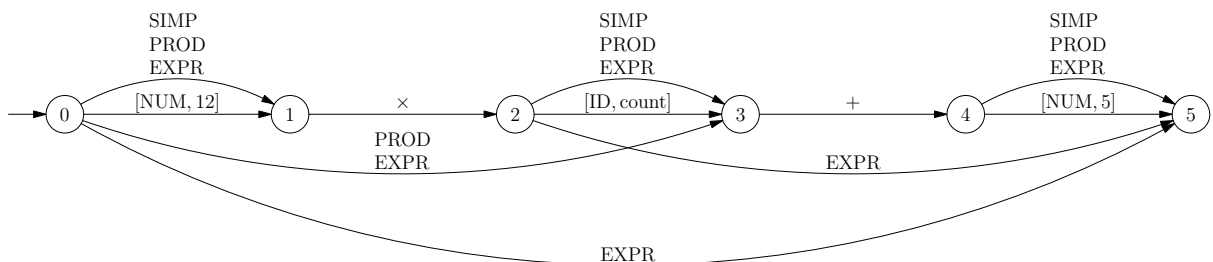 SIMP
PROD
EXPR
SIMP
PROD
EXPR
SIMP
PROD
EXPR
[NUM, 12]
×
[ID, count]
+
[NUM, 5]
0
1
2
3
4
5
PROD
EXPR
EXPR
EXPR